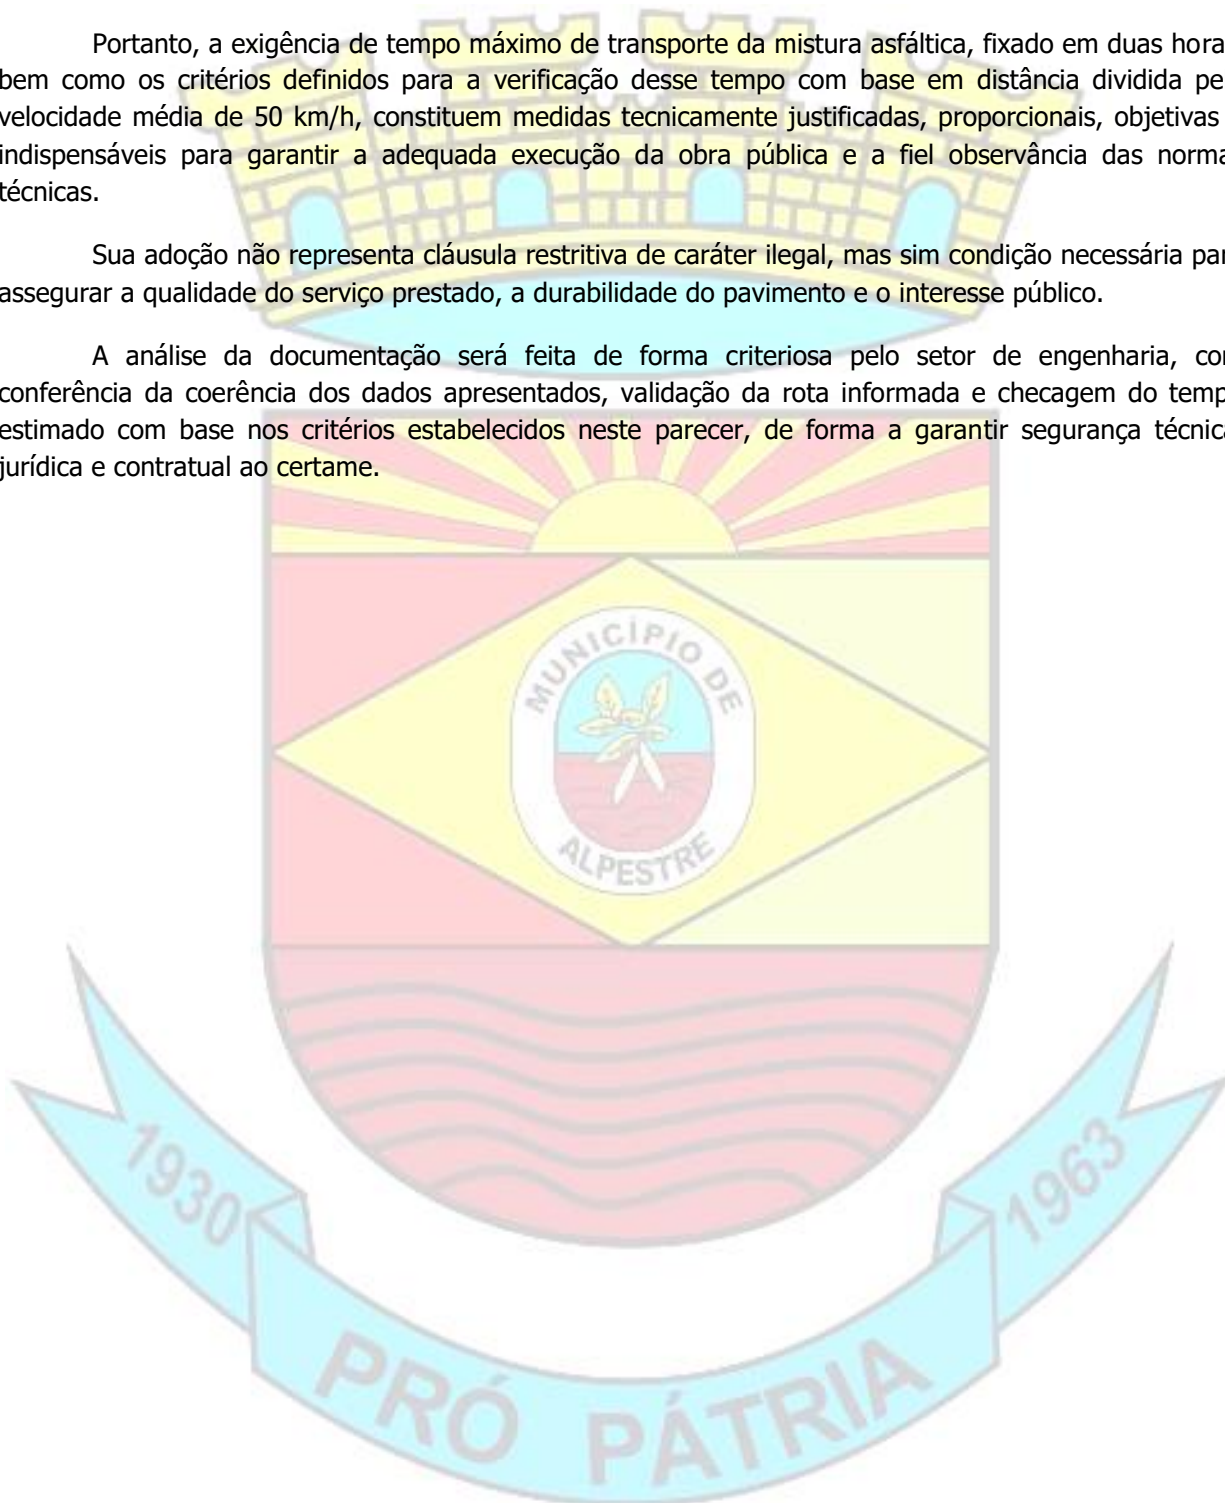 Portanto, a exigência de tempo máximo de transporte da mistura asfáltica, fixado em duas hora
bem como os critérios definidos para a verificação desse tempo com base em distância dividida pe
velocidade média de 50 km/h, constituem medidas tecnicamente justificadas, proporcionais, objetivas
indispensáveis para garantir a adequada execução da obra pública e a fiel observância das norma
técnicas.
Sua adoção não representa cláusula restritiva de caráter ilegal, mas sim condição necessária par
assegurar a qualidade do serviço prestado, a durabilidade do pavimento e o interesse público.
A análise da documentação será feita de forma criteriosa pelo setor de engenharia, co
conferência da coerência dos dados apresentados, validação da rota informada e checagem do temp
estimado com base nos critérios estabelecidos neste parecer, de forma a garantir segurança técnica
jurídica e contratual ao certame.
MUNICÍPIO DE
ALPESTRE
1930
1963
PRÓ PÁTRIA